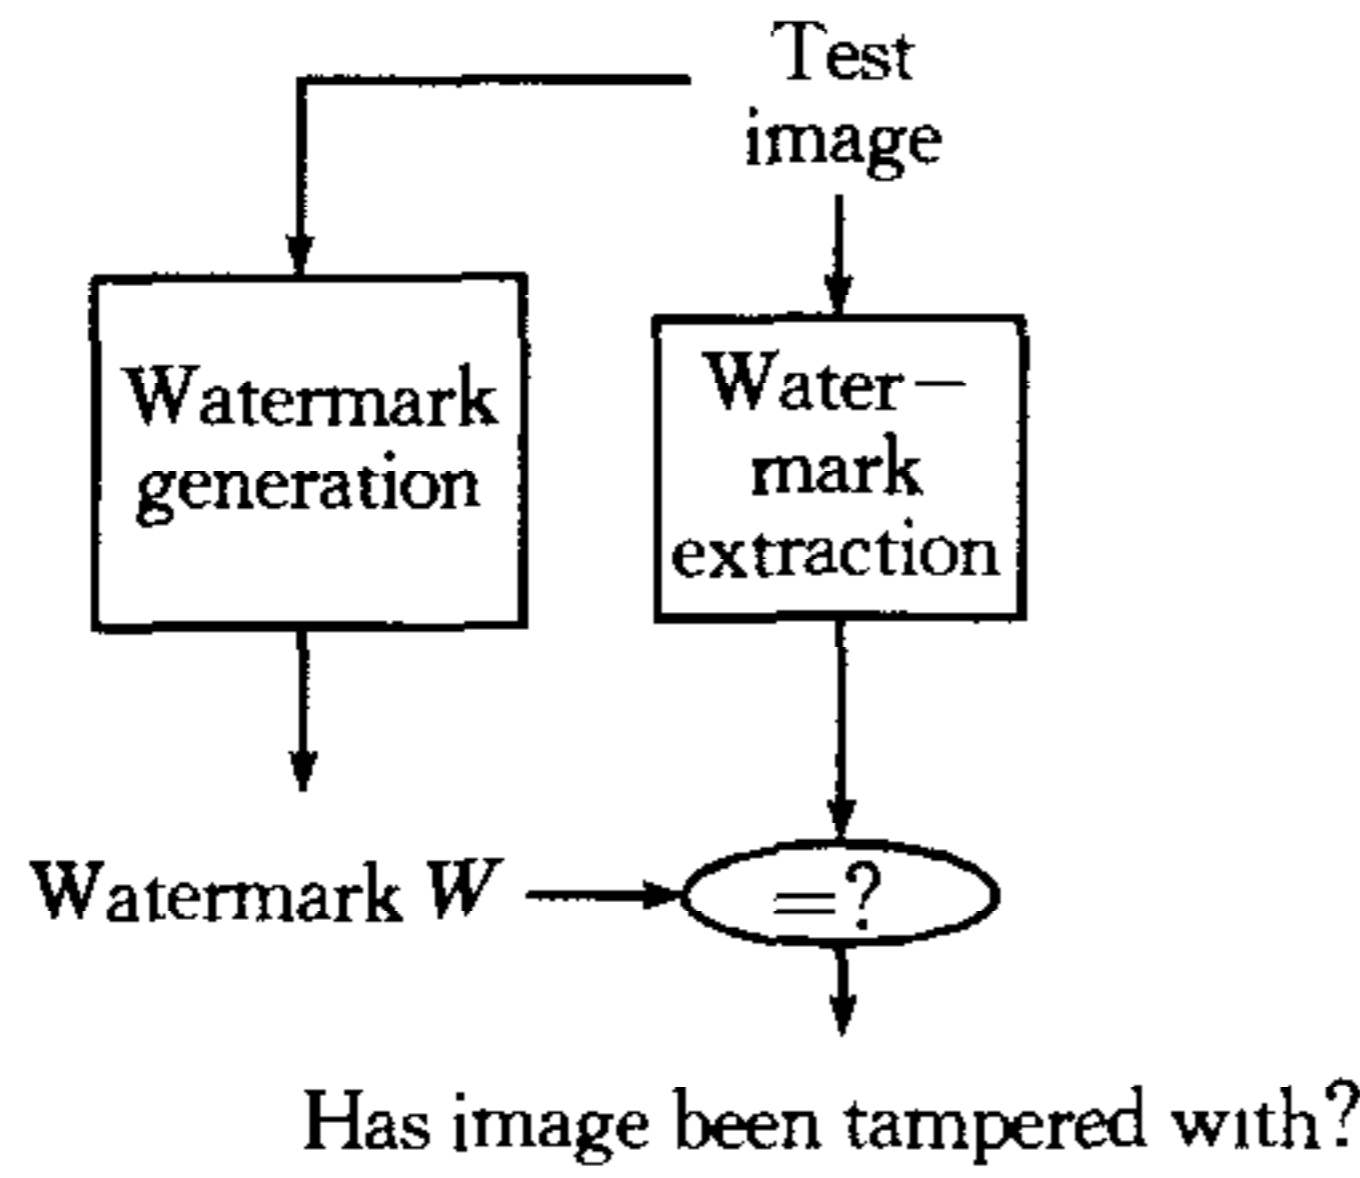 Test
image
Watermark
generation
Water-
mark
extraction
Watermark W
=?
Has image been tampered with?